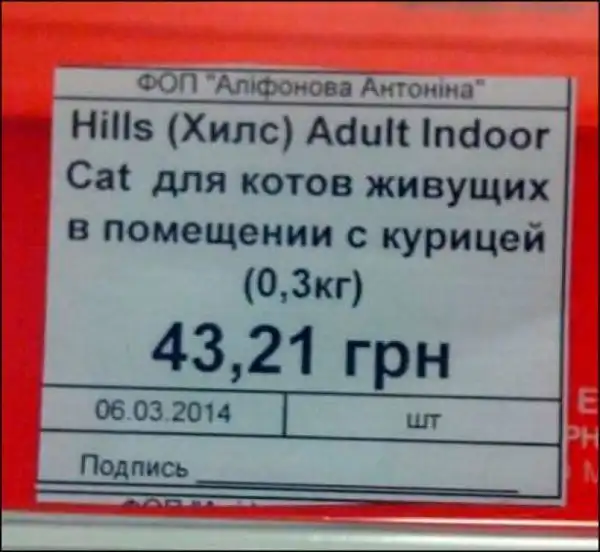 ФОП "Аліфонова Антоніна"
Hills (Хилс) Adult Indoor
Cat для котов живущих
в помещении с курицей
(0,3кг)
43,21 грн
06.03.2014 шт
Подпись